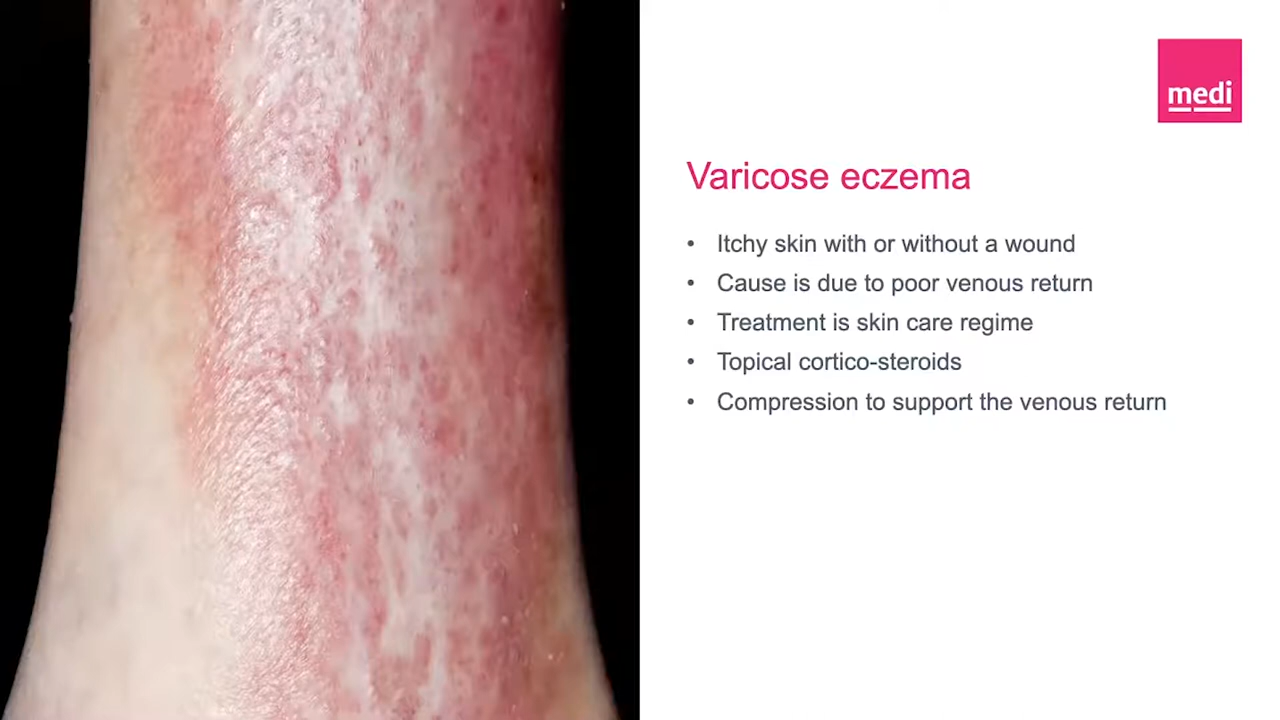 medi
Varicose eczema
• Itchy skin with or without a wound
• Cause is due to poor venous return
• Treatment is skin care regime
• Topical cortico-steroids
• Compression to support the venous return